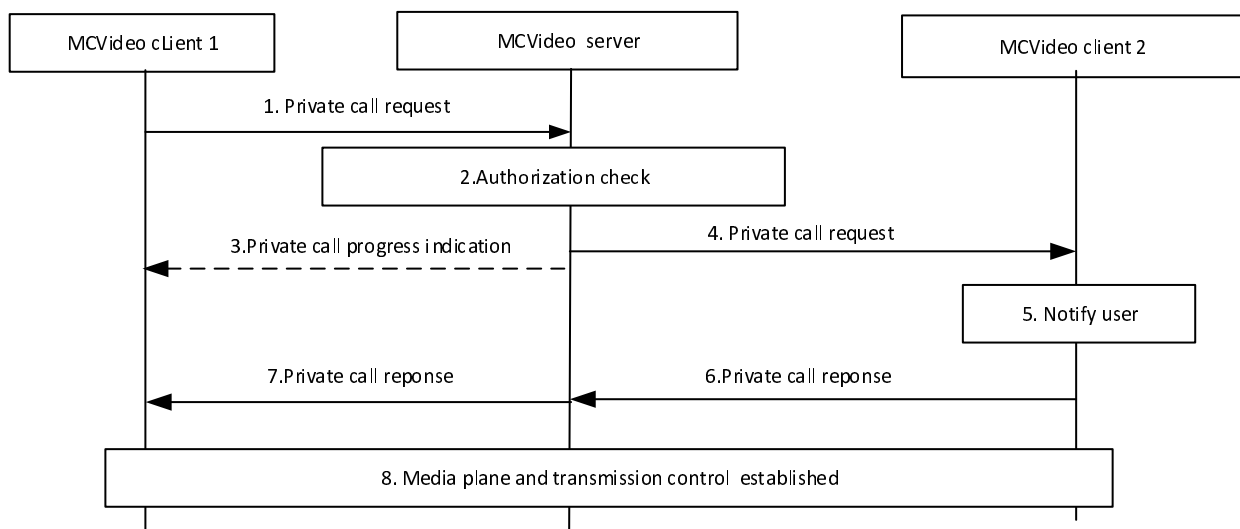 MCVideo cLient 1
MCVideo server
MCVideo client 2
1. Private call request
2.Authorization check
3.Private call progress indication
4. Private call request
5. Notify user
7.Private call reponse
6.Private call reponse
8. Media plane and transmission control established